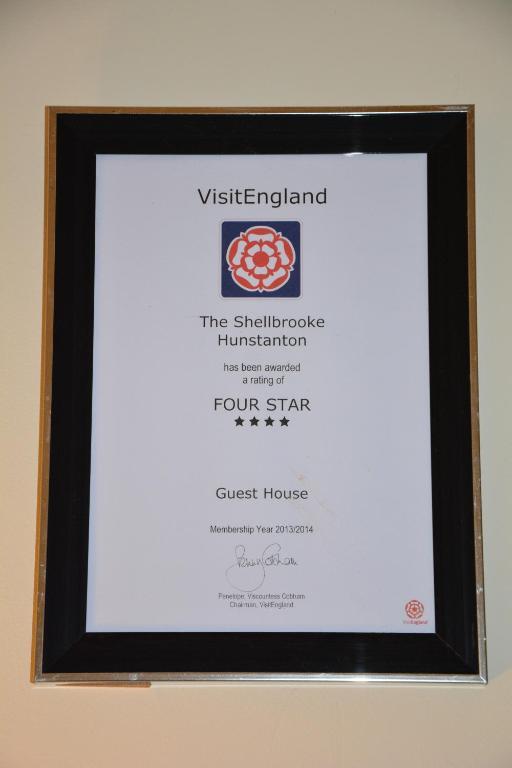 VisitEngland
The Shellbrooke
Hunstanton
has been awarded
a rating of
FOUR STAR
★★★★
Guest House
Membership Year 2013/2014
Penelope, Viscountess Cobham
Chairman, VisitEngland
VisitEngland